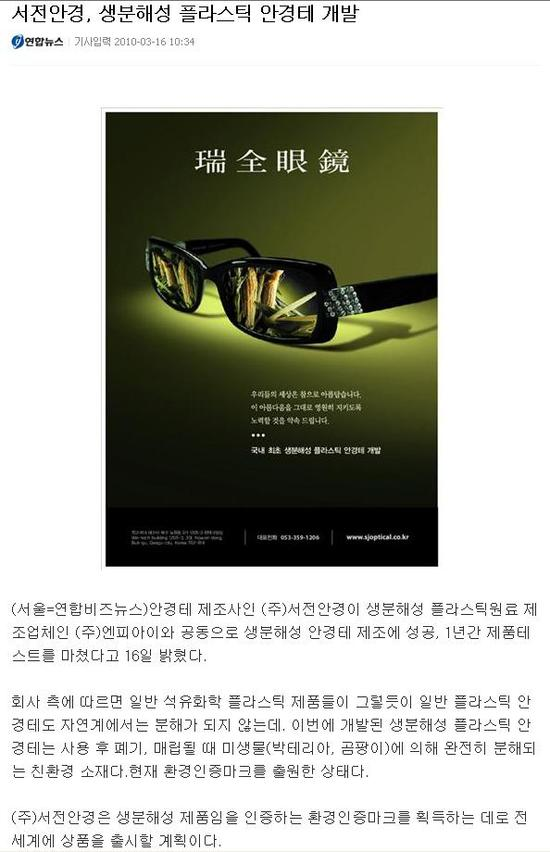 서전안경, 생분해성 플라스틱 안경테 개발
연합뉴스 기사입력 2010-03-16 10:34
瑞全眼鏡
우리들의 세상은 참으로 아름답습니다.
이 아름다움을 그대로 영원히 지키도록
노력할 것을 약속 드립니다.
국내 최초 생분해성 플라스틱 안경테 개발
대표전화 053-359-1206
www.sjoptical.co.kr
(서울=연합비즈뉴스)안경테 제조사인 (주)서전안경이 생분해성 플라스틱원료 제
조업체인 (주)엔피아이와 공동으로 생분해성 안경테 제조에 성공, 1년간 제품테
스트를 마쳤다고 16일 밝혔다.
회사 측에 따르면 일반 석유화학 플라스틱 제품들이 그렇듯이 일반 플라스틱 안
경테도 자연계에서는 분해가 되지 않는데. 이번에 개발된 생분해성 플라스틱 안
경테는 사용 후 폐기, 매립될 때 미생물(박테리아, 곰팡이)에 의해 완전히 분해되
는 친환경 소재다.현재 환경인증마크를 출원한 상태다.
(주)서전안경은 생분해성 제품임을 인증하는 환경인증마크를 획득하는 데로 전
세계에 상품을 출시할 계획이다.